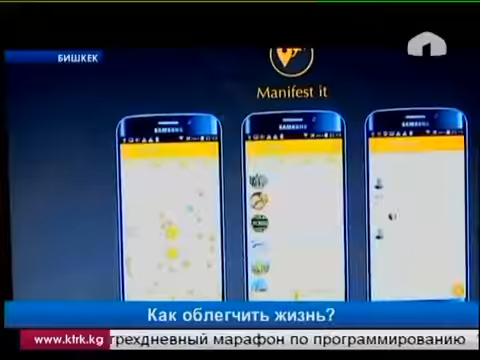 БИШКЕК
Manifest it
SAMSUNG SAMSUNG SAMSUNG
Как облегчить жизнь?
www.ktrk.kg трехдневный марафон по программированию